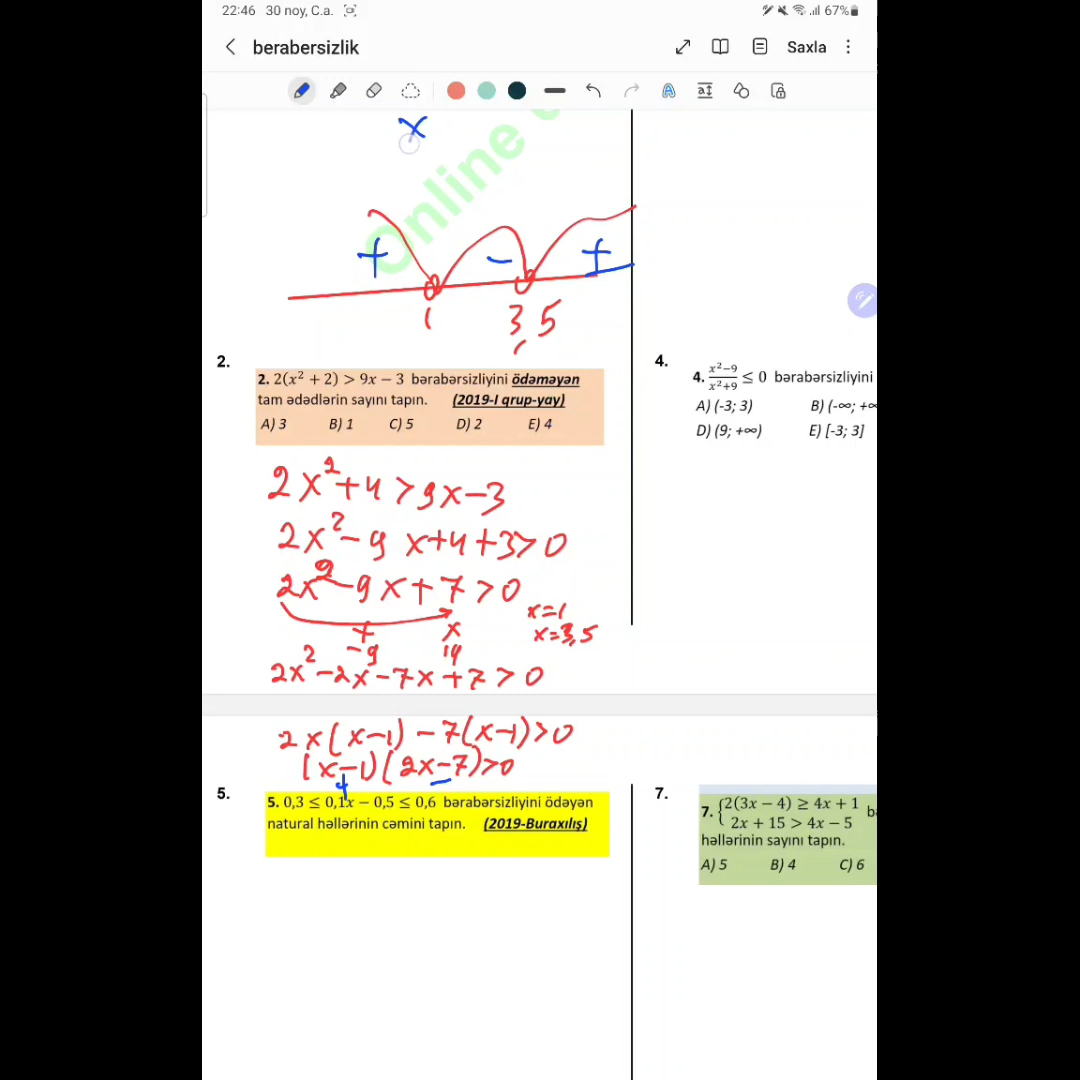 22:46 30 noy, C.a. 67%
berabersizlik Saxla
x
Online
+ - +
1 3,5
2.
2. 2(x² + 2) > 9x − 3 bərabərsizliyini ödəməyən
tam ədədlərin sayını tapın. (2019-I qrup-yay)
A) 3 B) 1 C) 5 D) 2 E) 4
2x²+4>9x-3
2x²-9x+4+3>0
2x²-9x+7>0
x=1
+ x x=3,5
-9 14
2x²-2x-7x+7>0
2x(x-1)-7(x-1)>0
(x-1)(2x-7)>0
4.
4. x²−9/x²+9 ≤ 0 bərabərsizliyini
A) (-3; 3) B) (-∞; +∞
D) (9; +∞) E) [-3; 3]
5.
5. 0,3 ≤ 0,1x − 0,5 ≤ 0,6 bərabərsizliyini ödəyən
natural həllərinin cəmini tapın. (2019-Buraxılış)
7.
7. {2(3x − 4) ≥ 4x + 1
2x + 15 > 4x − 5
həllərinin sayını tapın.
A) 5 B) 4 C) 6